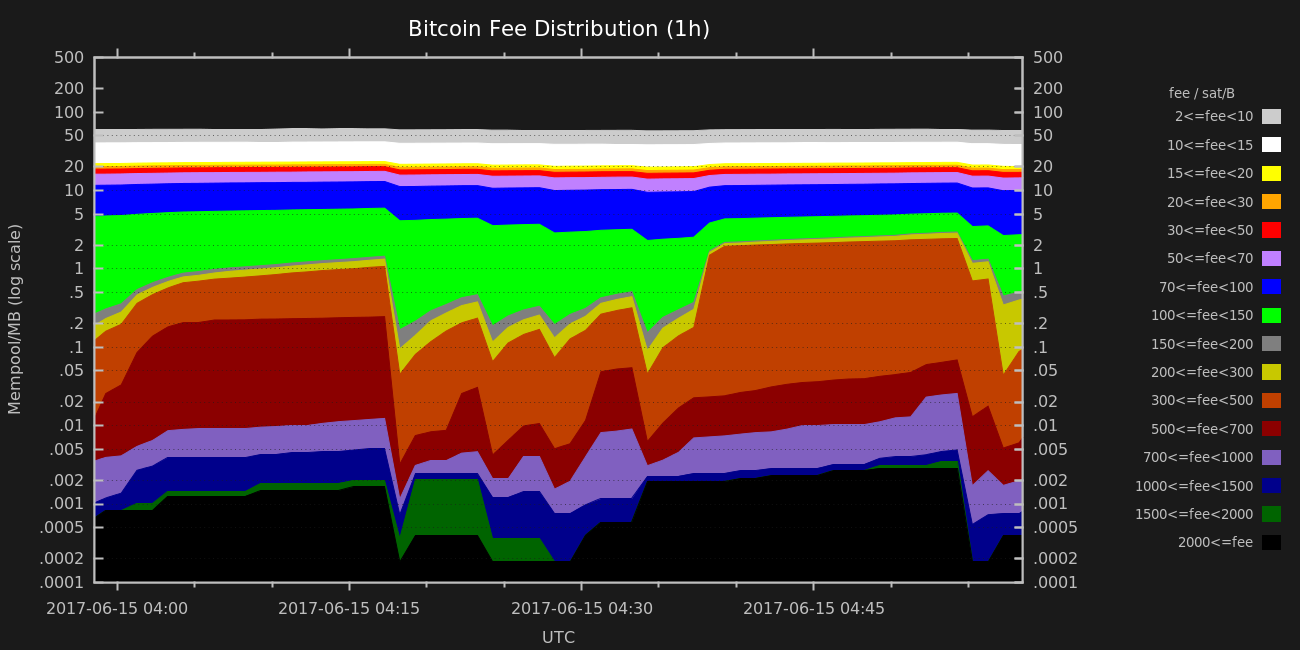 Bitcoin Fee Distribution (1h)
Mempool/MB (log scale)
500
200
100
50
20
10
5
2
1
.5
.2
.1
.05
.02
.01
.005
.002
.001
.0005
.0002
.0001
500
200
100
50
20
10
5
2
1
.5
.2
.1
.05
.02
.01
.005
.002
.001
.0005
.0002
.0001
2017-06-15 04:00 2017-06-15 04:15 2017-06-15 04:30 2017-06-15 04:45
UTC
fee / sat/B
2<=fee<10
10<=fee<15
15<=fee<20
20<=fee<30
30<=fee<50
50<=fee<70
70<=fee<100
100<=fee<150
150<=fee<200
200<=fee<300
300<=fee<500
500<=fee<700
700<=fee<1000
1000<=fee<1500
1500<=fee<2000
2000<=fee